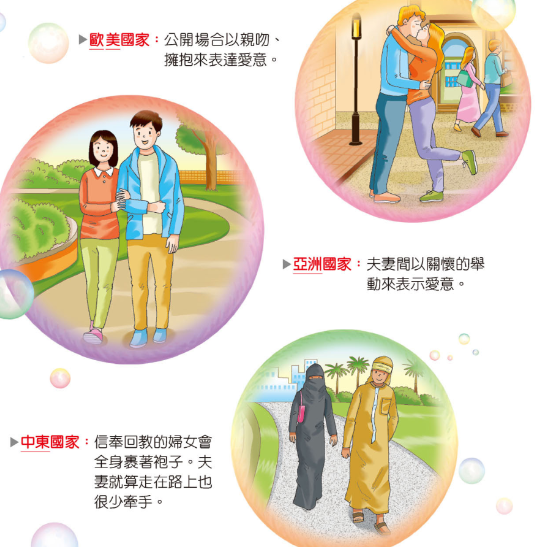 ▶歐美國家：公開場合以親吻、
擁抱來表達愛意。
▶亞洲國家：夫妻間以關懷的舉
動來表示愛意。
▶中東國家：信奉回教的婦女會
全身裹著袍子。夫
妻就算走在路上也
很少牽手。